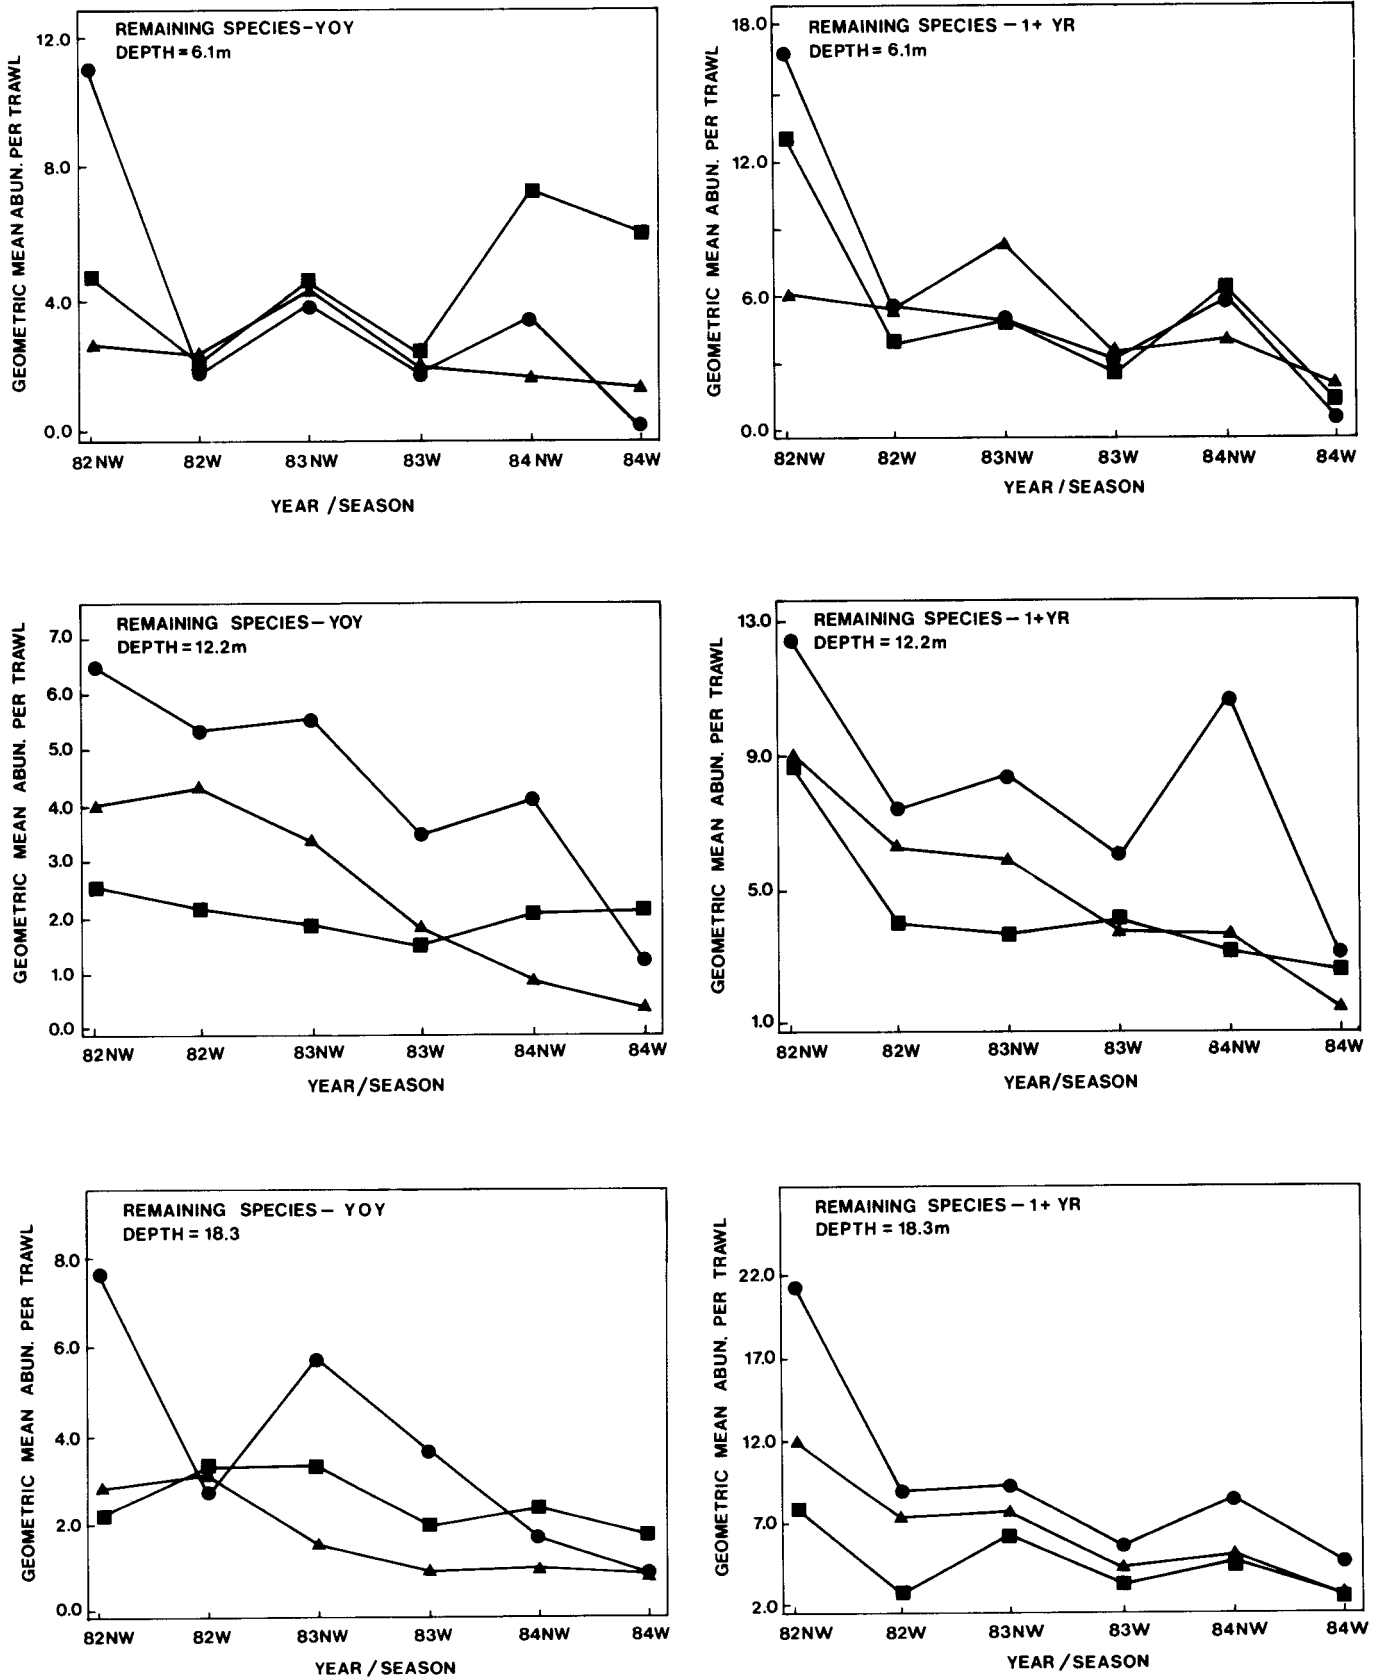 REMAINING SPECIES-YOY
DEPTH = 6.1m
GEOMETRIC MEAN ABUN. PER TRAWL
12.0
8.0
4.0
0.0
82NW 82W 83NW 83W 84NW 84W
YEAR / SEASON
REMAINING SPECIES - 1+ YR
DEPTH = 6.1m
GEOMETRIC MEAN ABUN. PER TRAWL
18.0
12.0
6.0
0.0
82NW 82W 83NW 83W 84NW 84W
YEAR / SEASON
REMAINING SPECIES - YOY
DEPTH = 12.2m
GEOMETRIC MEAN ABUN. PER TRAWL
7.0
6.0
5.0
4.0
3.0
2.0
1.0
0.0
82NW 82W 83NW 83W 84NW 84W
YEAR/SEASON
REMAINING SPECIES - 1+YR
DEPTH = 12.2m
GEOMETRIC MEAN ABUN. PER TRAWL
13.0
9.0
5.0
1.0
82NW 82W 83NW 83W 84NW 84W
YEAR/SEASON
REMAINING SPECIES - YOY
DEPTH = 18.3
GEOMETRIC MEAN ABUN. PER TRAWL
8.0
6.0
4.0
2.0
0.0
82NW 82W 83NW 83W 84NW 84W
YEAR / SEASON
REMAINING SPECIES - 1+ YR
DEPTH = 18.3m
GEOMETRIC MEAN ABUN. PER TRAWL
22.0
17.0
12.0
7.0
2.0
82NW 82W 83NW 83W 84NW 84W
YEAR / SEASON